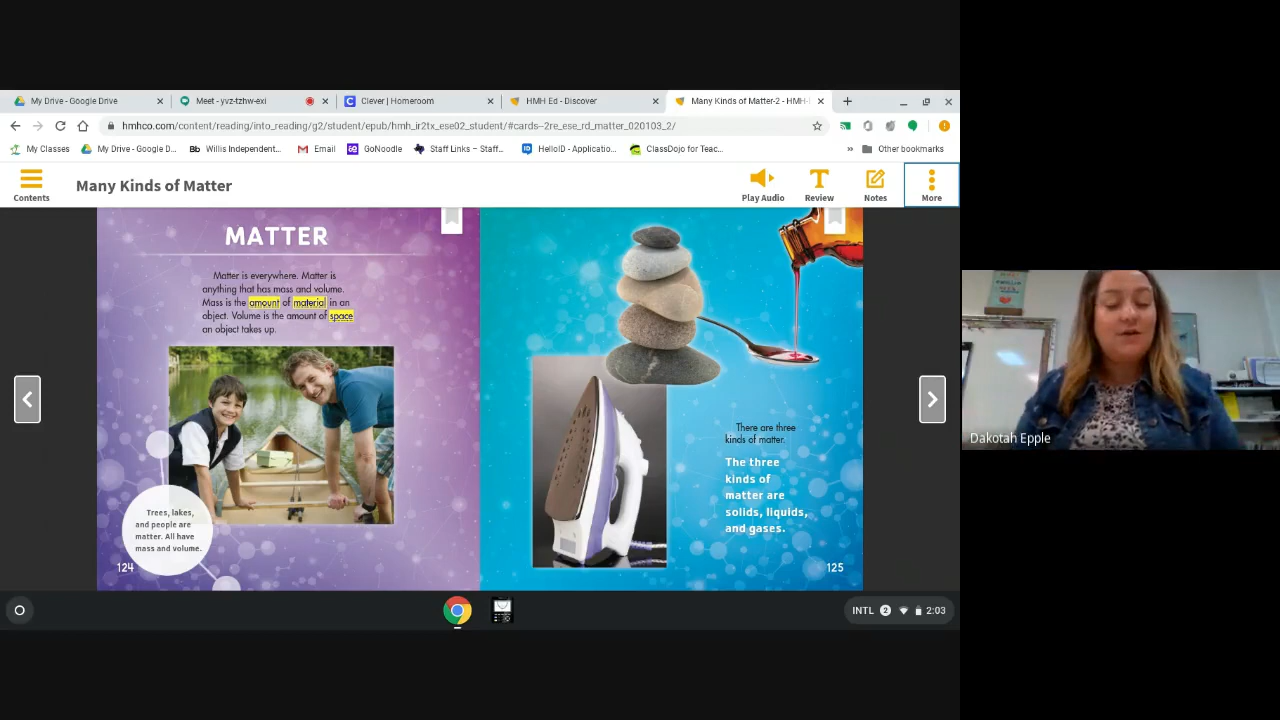 My Drive - Google Drive
Meet - yvz-tzhw-exi
Clever | Homeroom
HMH Ed - Discover
Many Kinds of Matter-2 - HMH-
hmhco.com/content/reading/into_reading/g2/student/epub/hmh_ir2tx_ese02_student/#cards--2re_ese_rd_matter_020103_2/
My Classes
My Drive - Google D...
Bb Willis Independent...
Email
GoNoodle
Staff Links – Staff...
HelloID - Applicatio...
ClassDojo for Teac...
Other bookmarks
Contents
Many Kinds of Matter
Play Audio
Review
Notes
More
MATTER
Matter is everywhere. Matter is
anything that has mass and volume.
Mass is the amount of material in an
object. Volume is the amount of space
an object takes up.
Trees, lakes,
and people are
matter. All have
mass and volume.
124
There are three
kinds of matter.
The three
kinds of
matter are
solids, liquids,
and gases.
125
INTL 2 2:03
Dakotah Epple